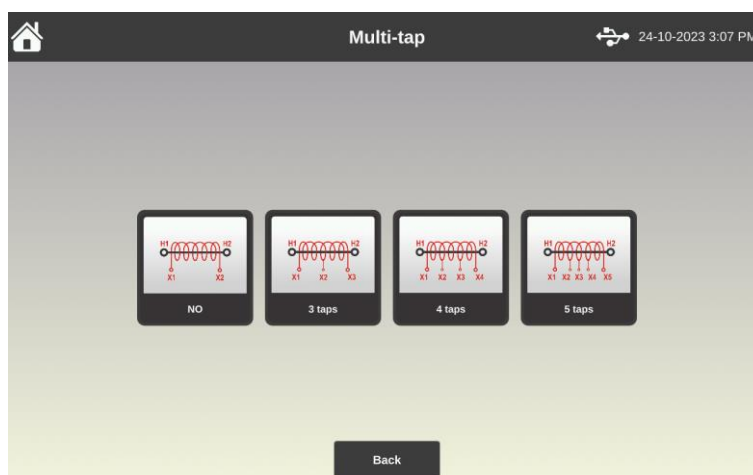 Multi-tap
24-10-2023 3:07 PM
H1 H2
X1 X2
NO
H1 H2
X1 X2 X3
3 taps
H1 H2
X1 X2 X3 X4
4 taps
H1 H2
X1 X2 X3 X4 X5
5 taps
Back